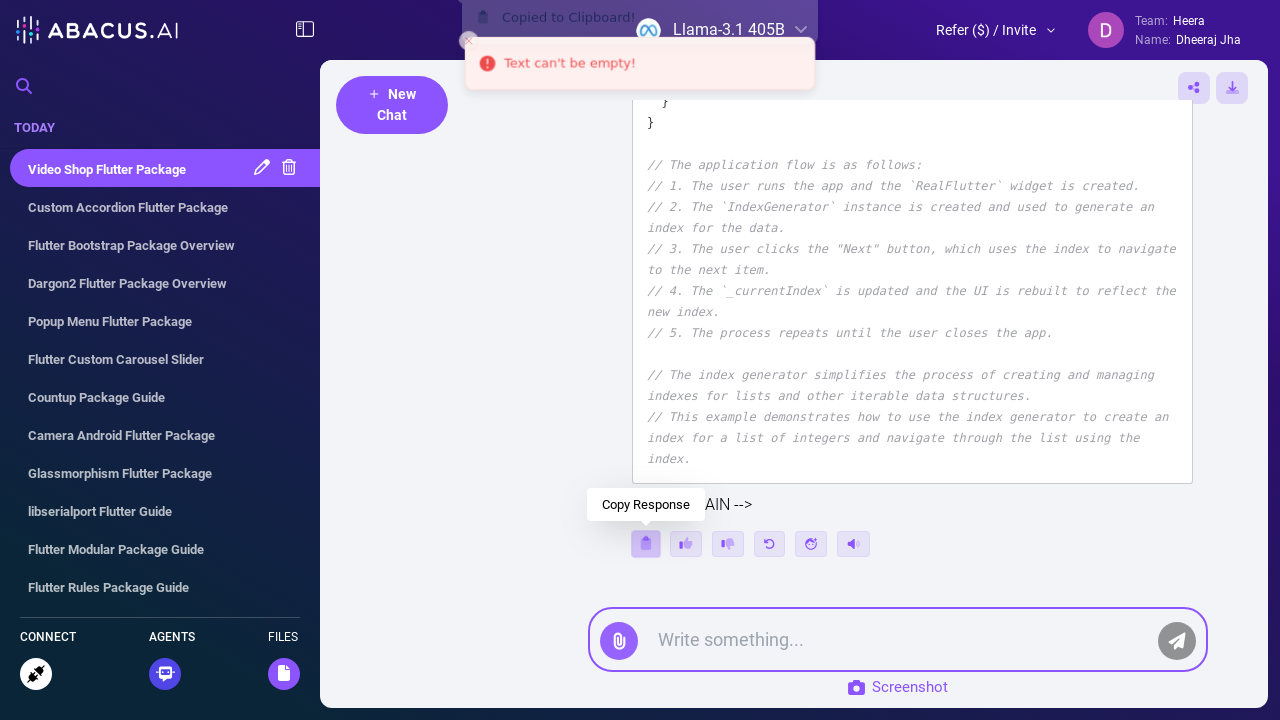 ABACUS.AI
Copied to Clipboard!
Llama-3.1 405B
Text can't be empty!
Refer ($) / Invite
D
Team: Heera
Name: Dheeraj Jha
+ New
Chat
TODAY
Video Shop Flutter Package
Custom Accordion Flutter Package
Flutter Bootstrap Package Overview
Dargon2 Flutter Package Overview
Popup Menu Flutter Package
Flutter Custom Carousel Slider
Countup Package Guide
Camera Android Flutter Package
Glassmorphism Flutter Package
libserialport Flutter Guide
Flutter Modular Package Guide
Flutter Rules Package Guide
CONNECT
AGENTS
FILES
}
}
// The application flow is as follows:
// 1. The user runs the app and the `RealFlutter` widget is created.
// 2. The `IndexGenerator` instance is created and used to generate an
index for the data.
// 3. The user clicks the "Next" button, which uses the index to navigate
to the next item.
// 4. The `_currentIndex` is updated and the UI is rebuilt to reflect the
new index.
// 5. The process repeats until the user closes the app.
// The index generator simplifies the process of creating and managing
indexes for lists and other iterable data structures.
// This example demonstrates how to use the index generator to create an
index for a list of integers and navigate through the list using the
index.
Copy Response
AIN -->
Write something...
Screenshot